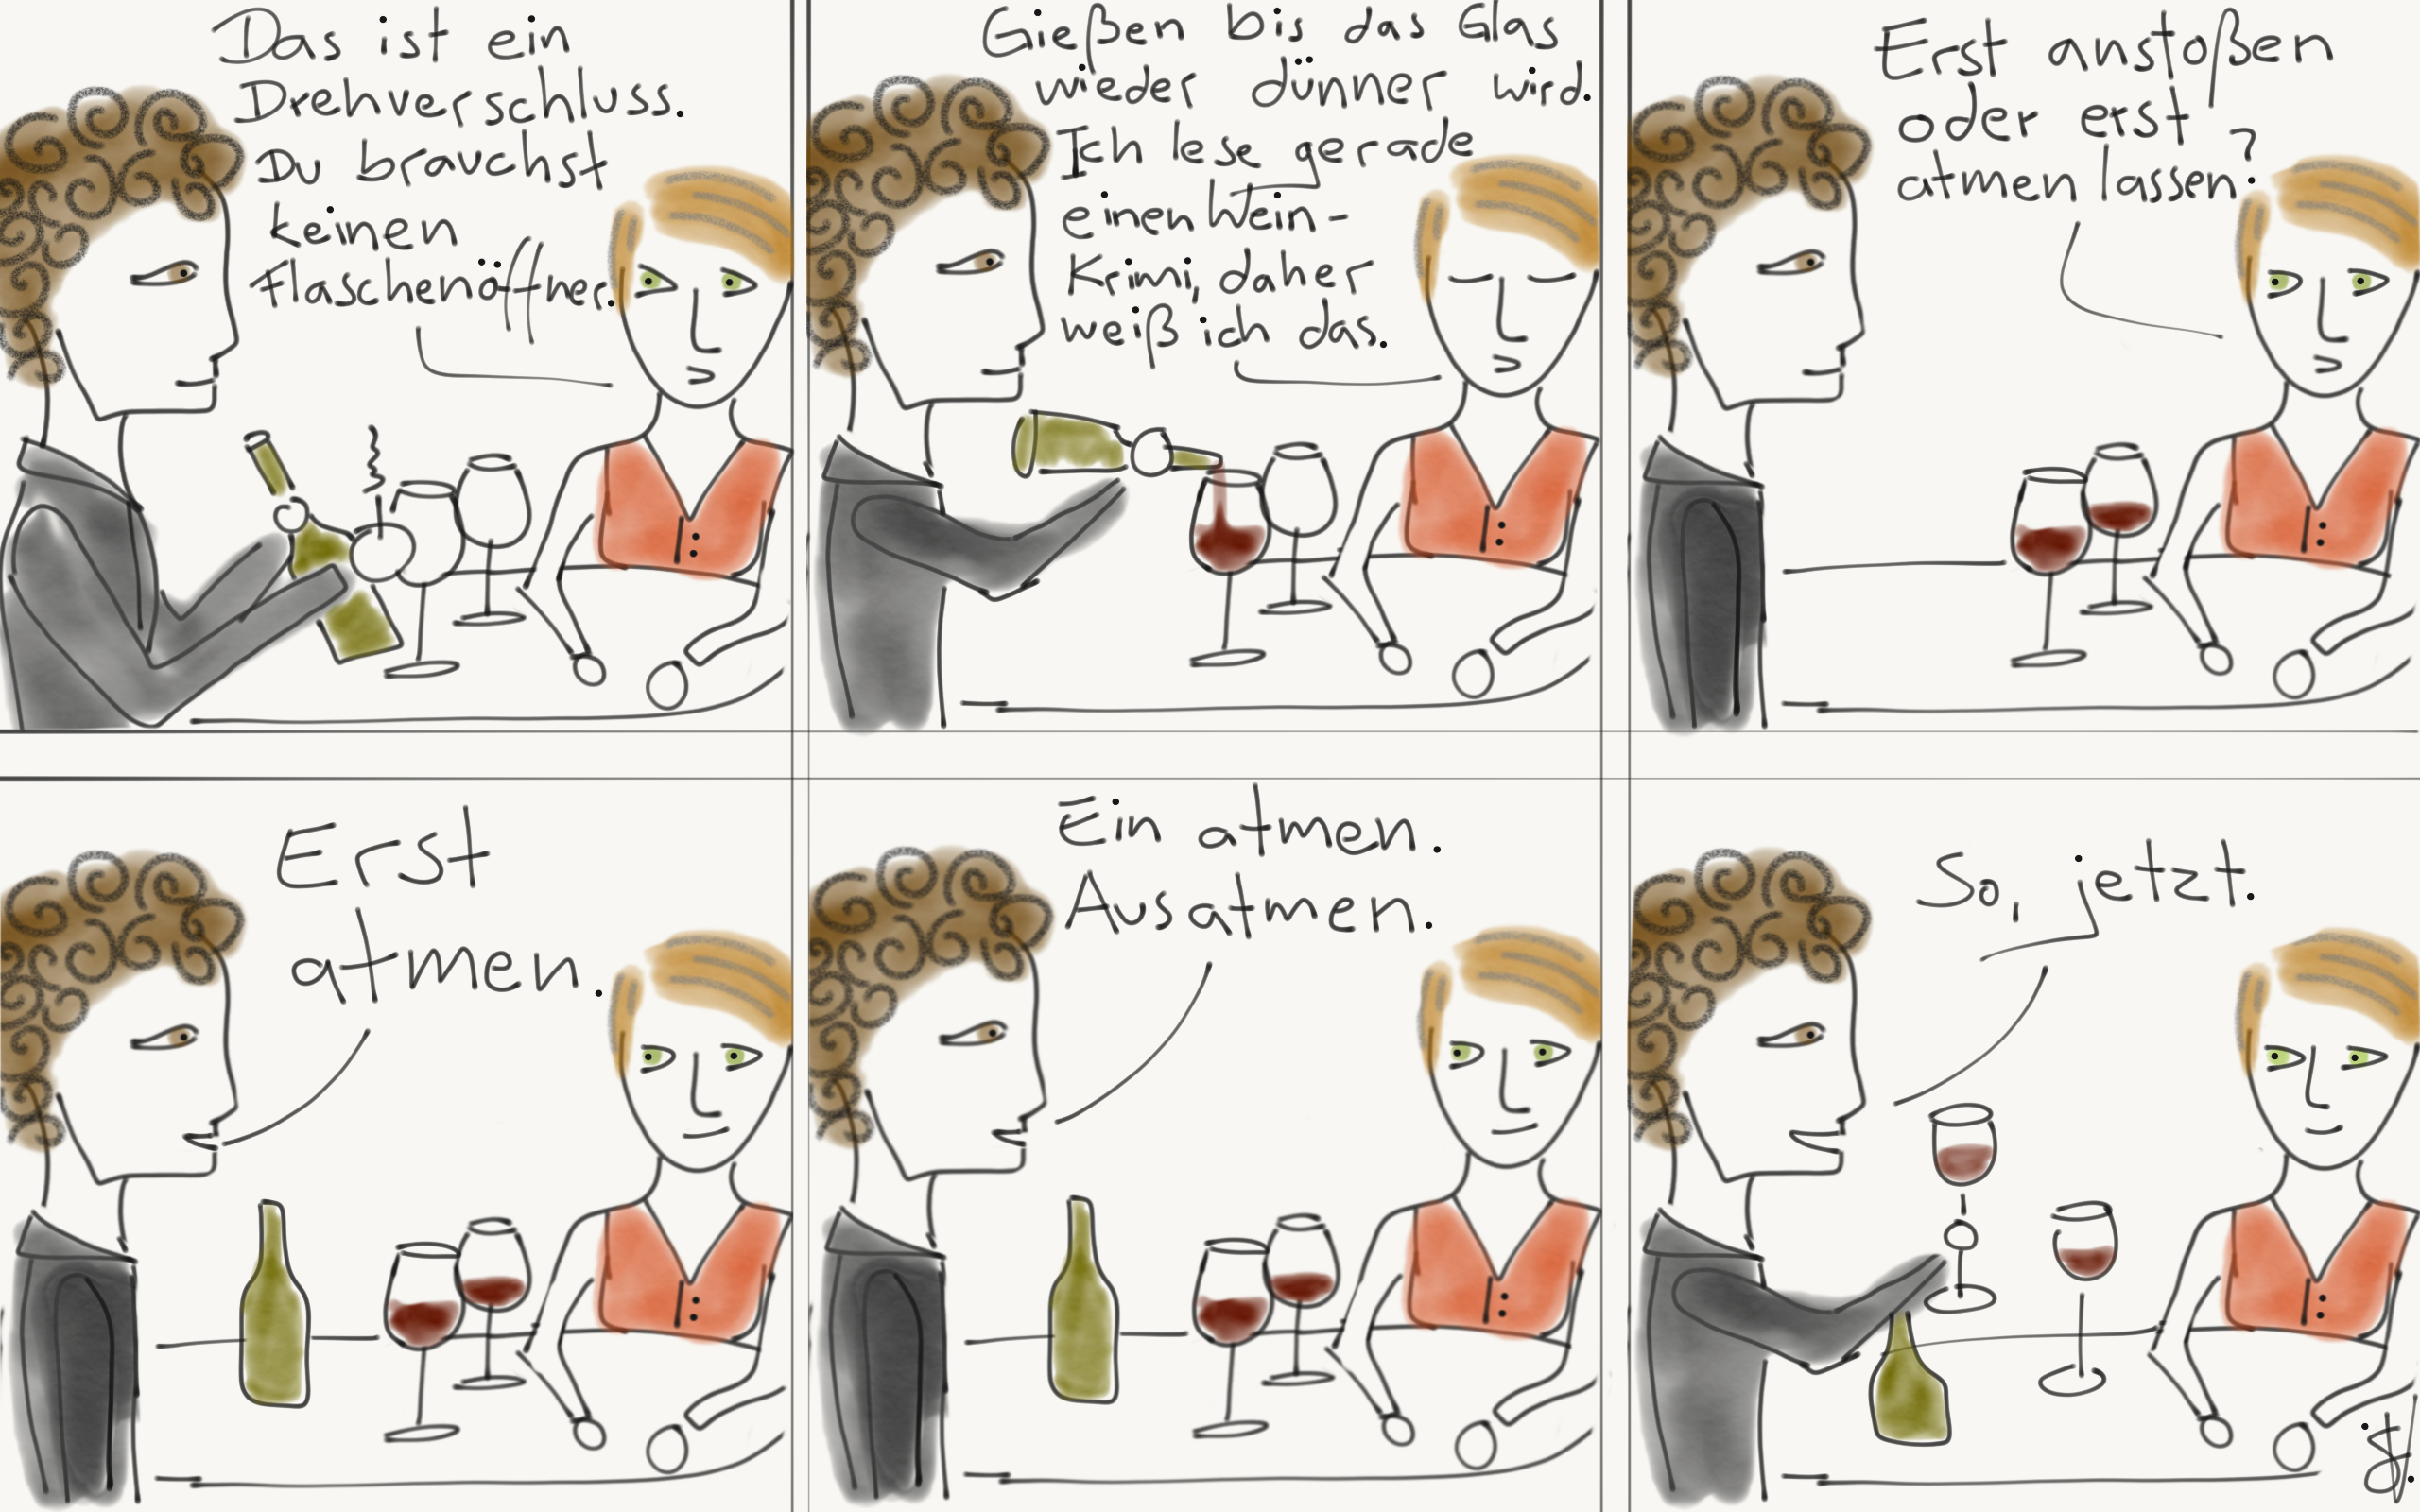 Das ist ein
Drehverschluss.
Du brauchst
keinen
Flaschenöffner.
Gießen bis das Glas
wieder dünner wird.
Ich lese gerade
einen Wein-
Krimi, daher
weiß ich das.
Erst anstoßen
oder erst
atmen lassen?
Erst
atmen.
Ein atmen.
Ausatmen.
So, jetzt.